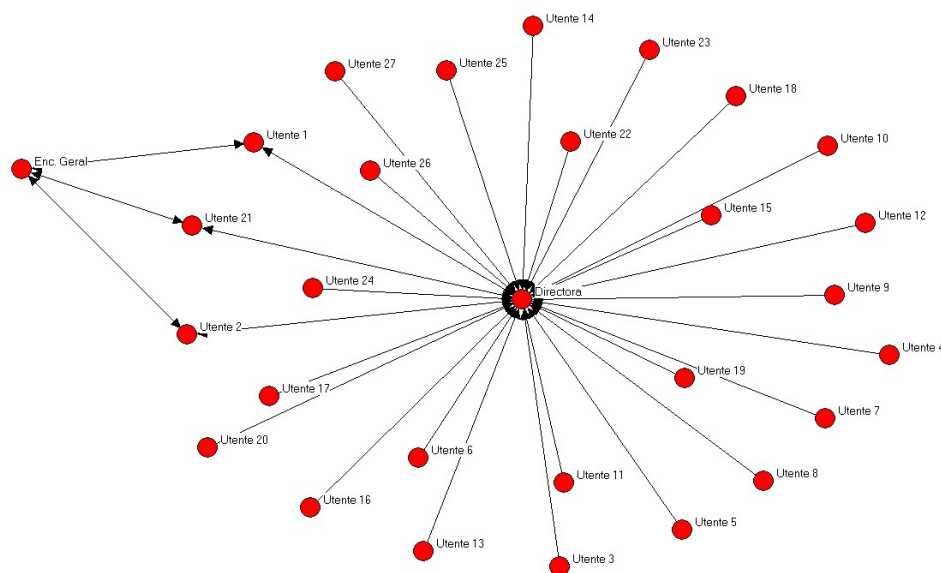 Utente 14
Utente 23
Utente 27
Utente 25
Utente 18
Utente 1
Utente 22
Utente 10
Enc. Geral
Utente 26
Utente 15
Utente 21
Utente 12
Utente 24
Directora
Utente 9
Utente 2
Utente 4
Utente 19
Utente 17
Utente 7
Utente 20
Utente 6
Utente 8
Utente 11
Utente 16
Utente 5
Utente 13
Utente 3